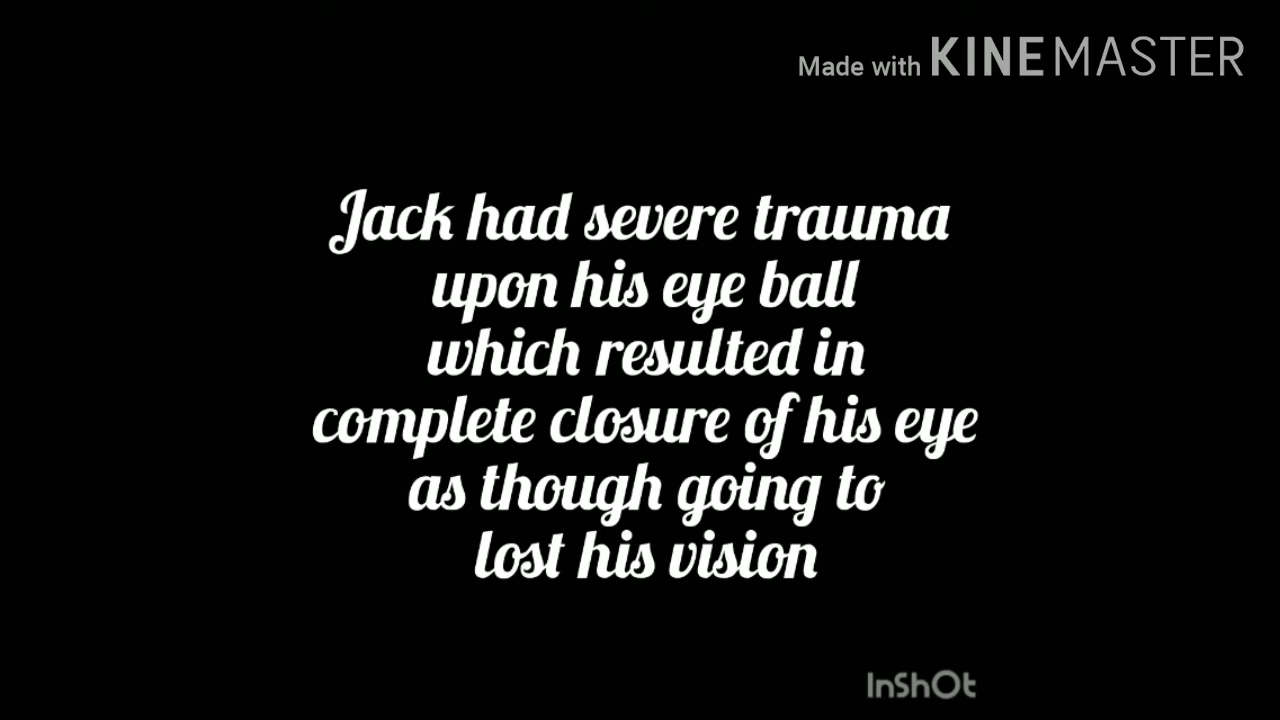 Made with KINEMASTER
Jack had severe trauma
upon his eye ball
which resulted in
complete closure of his eye
as though going to
lost his vision
InShOt